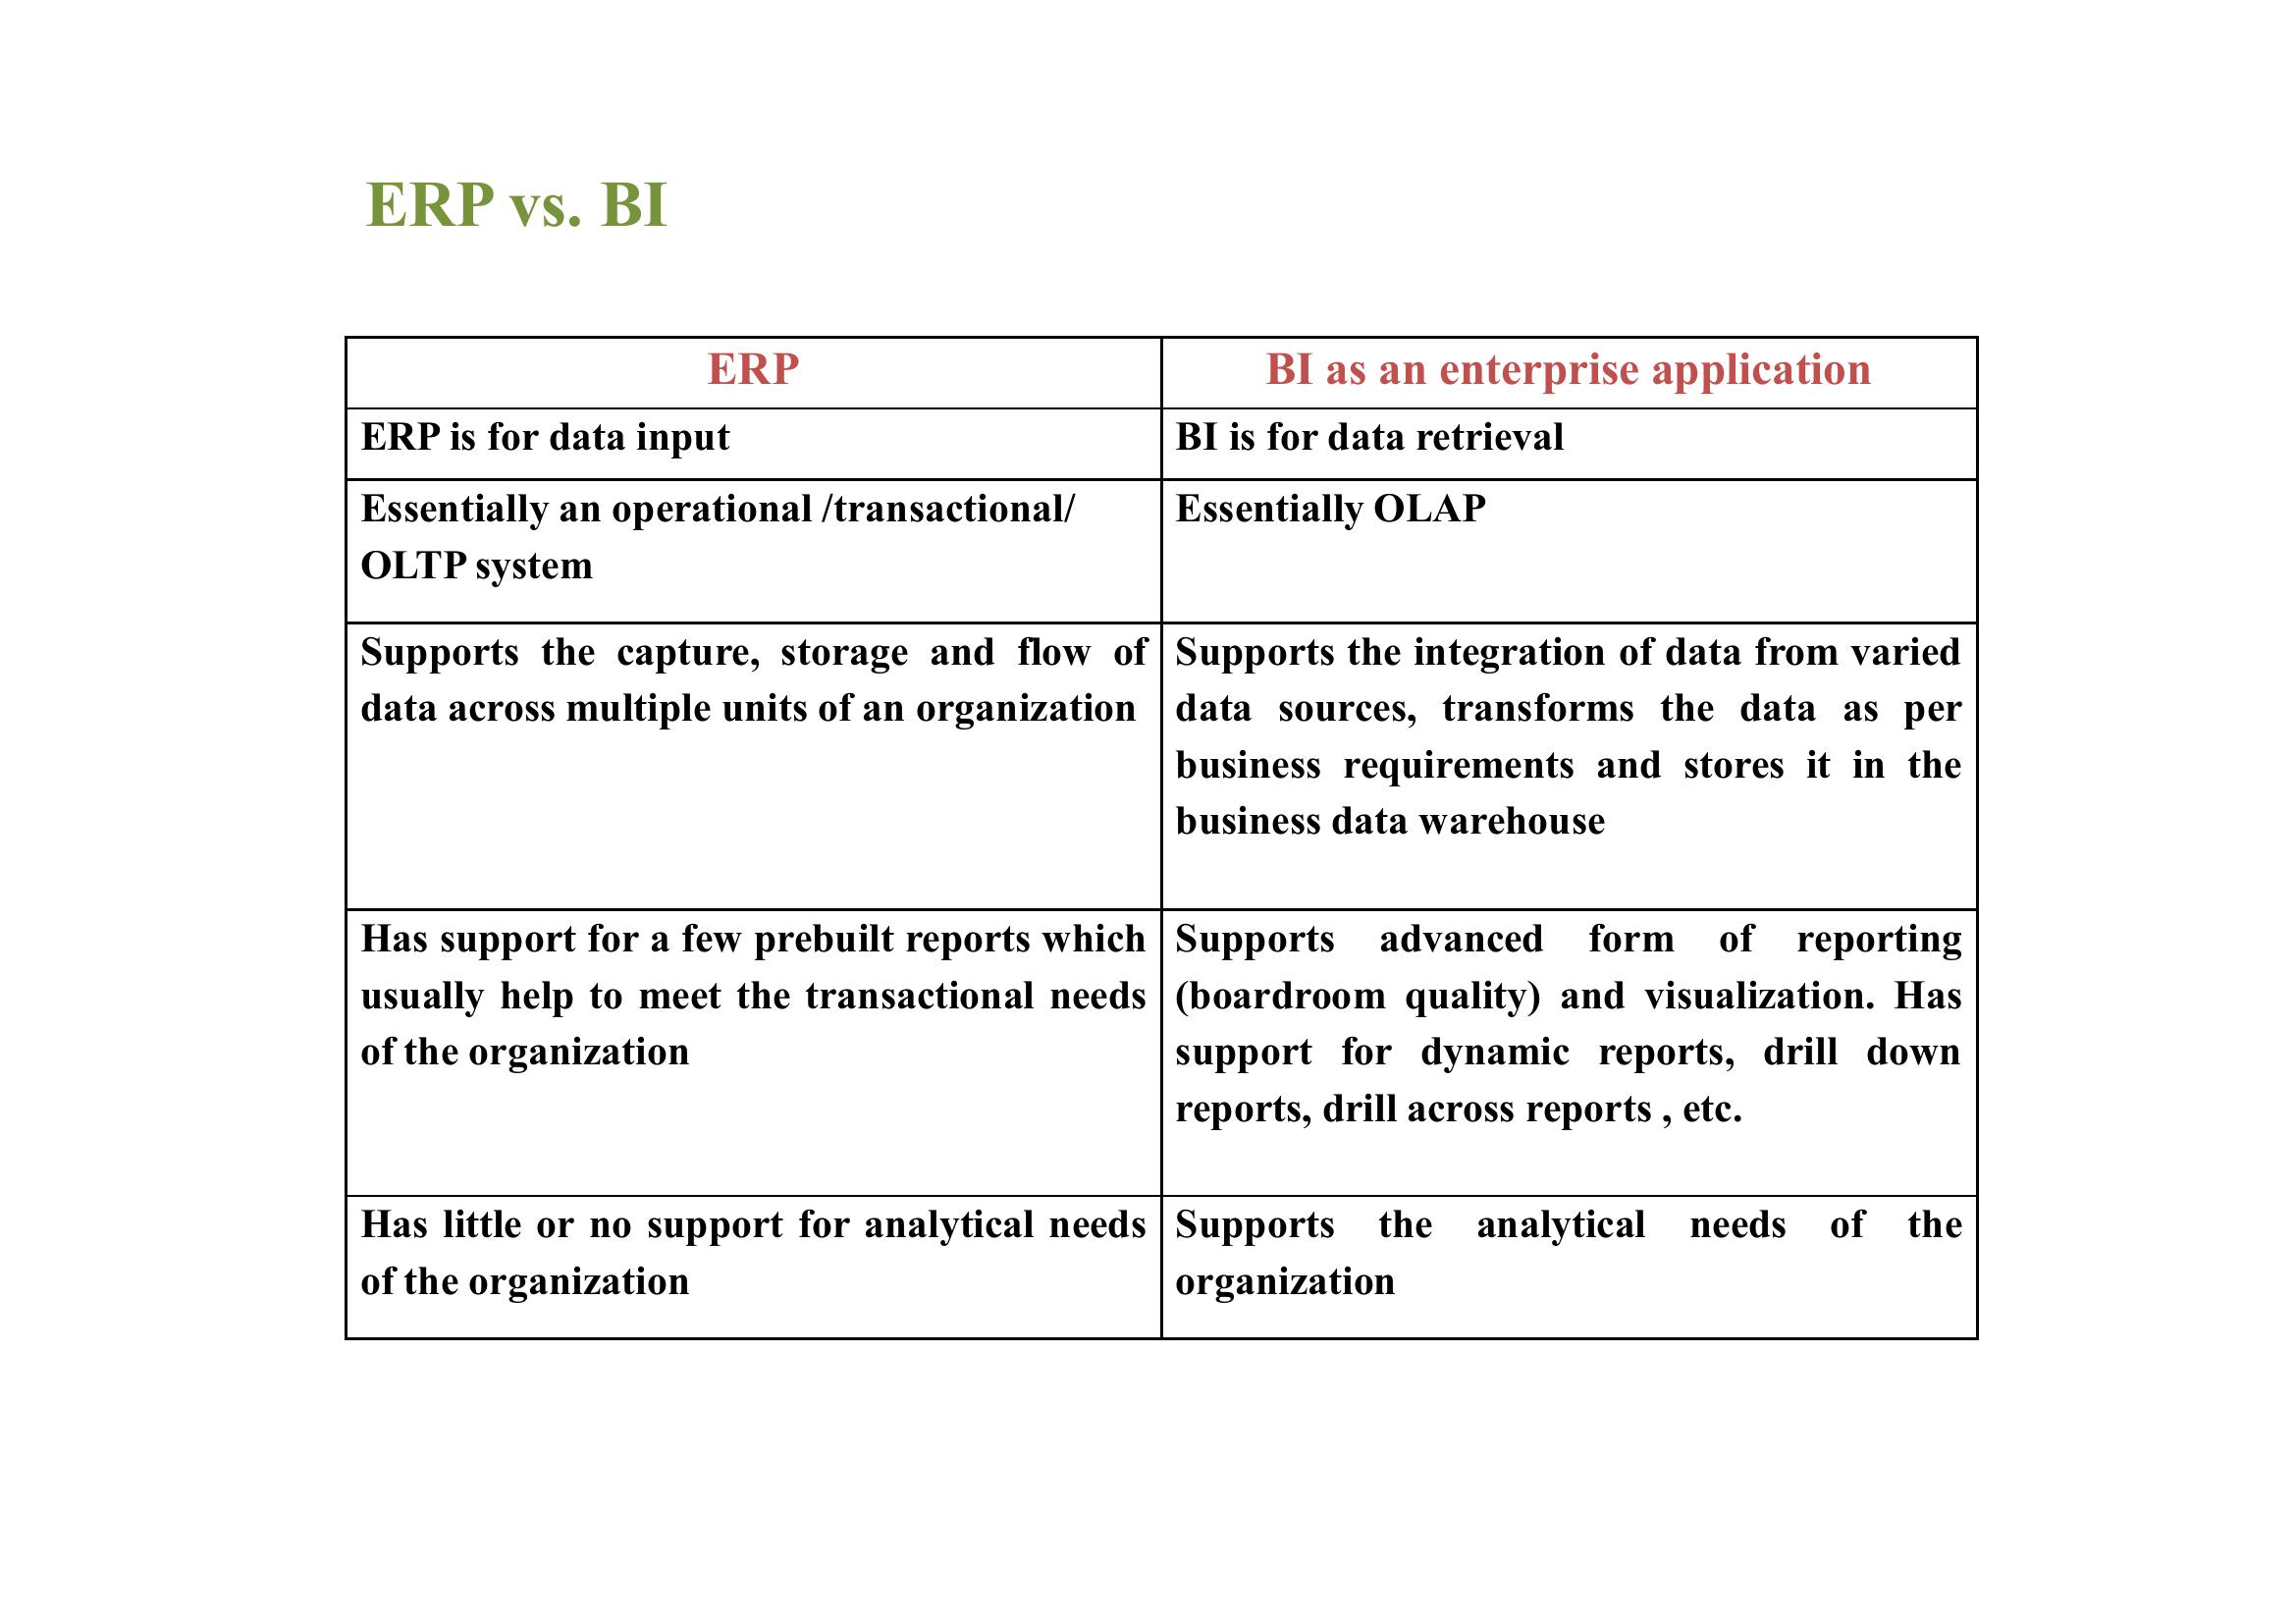 ERP vs. BI
ERP
BI as an enterprise application
ERP is for data input
BI is for data retrieval
Essentially an operational /transactional/
OLTP system
Essentially OLAP
Supports the capture, storage and flow of
data across multiple units of an organization
Supports the integration of data from varied
data sources, transforms the data as per
business requirements and stores it in the
business data warehouse
Has support for a few prebuilt reports which
usually help to meet the transactional needs
of the organization
Supports advanced form of reporting
(boardroom quality) and visualization. Has
support for dynamic reports, drill down
reports, drill across reports , etc.
Has little or no support for analytical needs
of the organization
Supports the analytical needs of the
organization